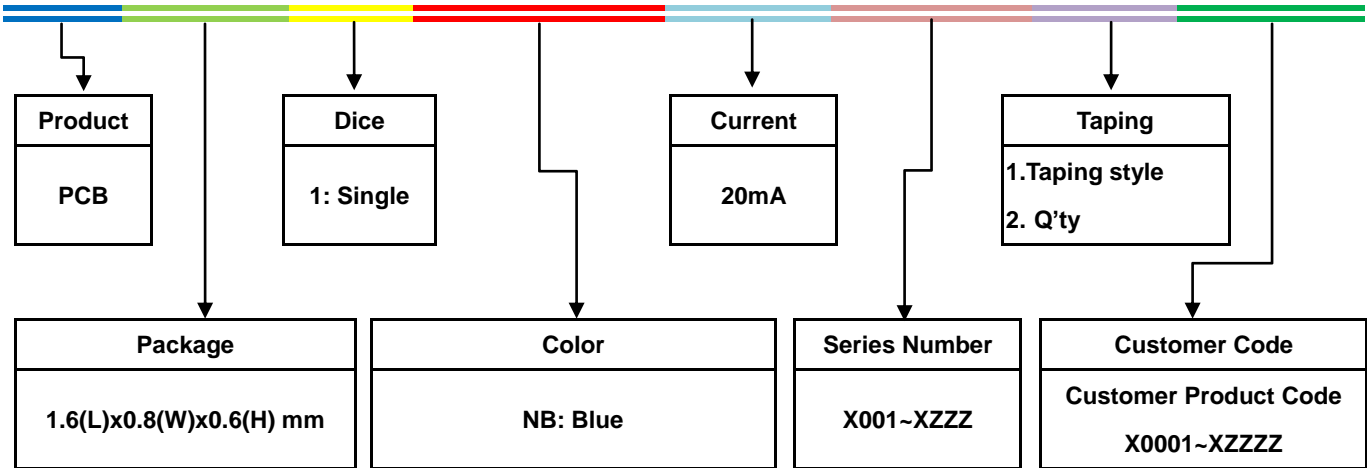 Product
PCB
Dice
1: Single
Current
20mA
Taping
1.Taping style
2. Q’ty
Package
1.6(L)x0.8(W)x0.6(H) mm
Color
NB: Blue
Series Number
X001~XZZZ
Customer Code
Customer Product Code
X0001~XZZZZ